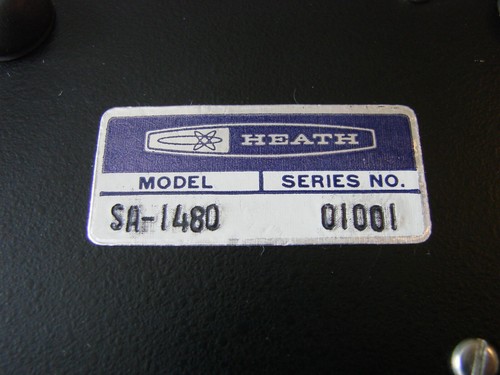 HEATH
MODEL SERIES NO.
SA-1480 01001